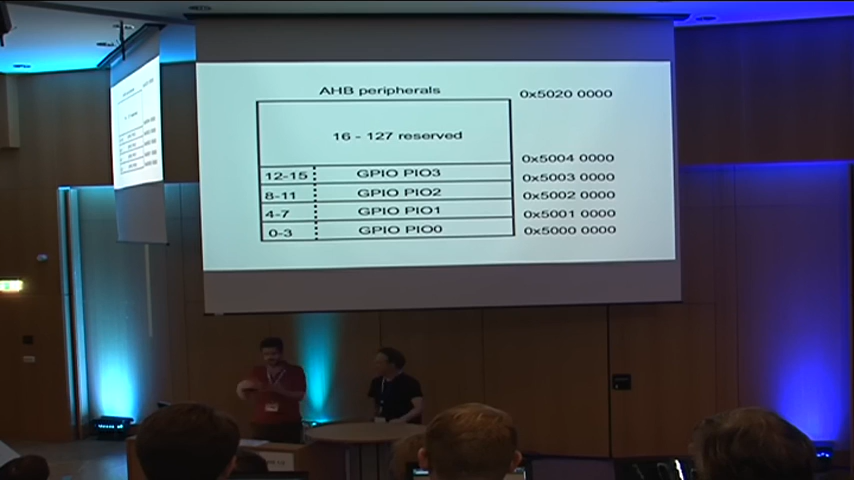 AHB peripherals 0x5020 0000
16 - 127 reserved
0x5004 0000
12-15 GPIO PIO3 0x5003 0000
8-11 GPIO PIO2 0x5002 0000
4-7 GPIO PIO1 0x5001 0000
0-3 GPIO PIO0 0x5000 0000